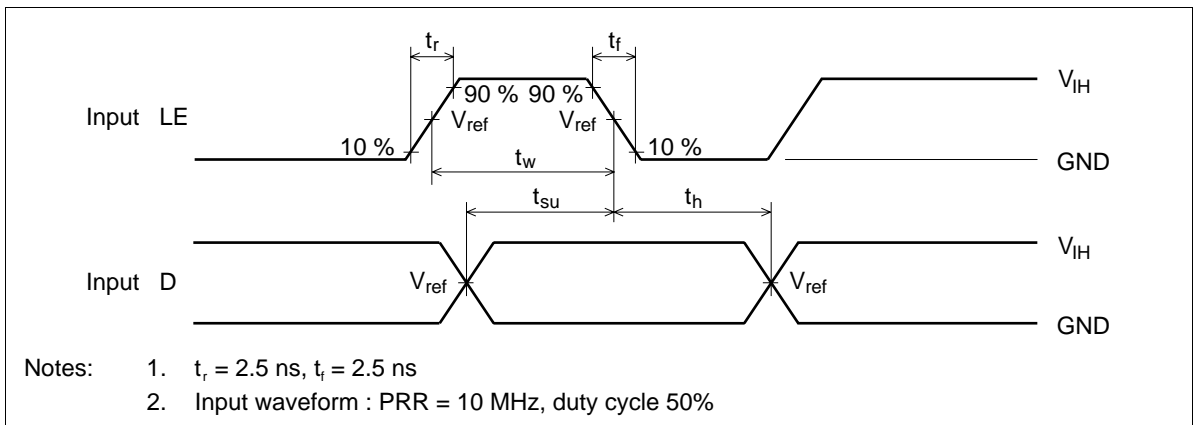 tr tf
VIH
Input LE
90 % 90 %
Vref Vref
10 % 10 %
tw
GND
tsu th
VIH
Input D
Vref Vref
GND
Notes: 1. tr = 2.5 ns, tf = 2.5 ns
2. Input waveform : PRR = 10 MHz, duty cycle 50%